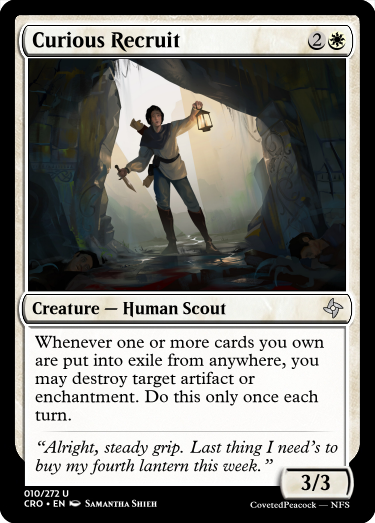 Curious Recruit 2
Creature — Human Scout
Whenever one or more cards you own
are put into exile from anywhere, you
may destroy target artifact or
enchantment. Do this only once each
turn.
“Alright, steady grip. Last thing I need's to
buy my fourth lantern this week.”
3/3
010/272 U
CRO • EN SAMANTHA SHIEH
CovetedPeacock — NFS